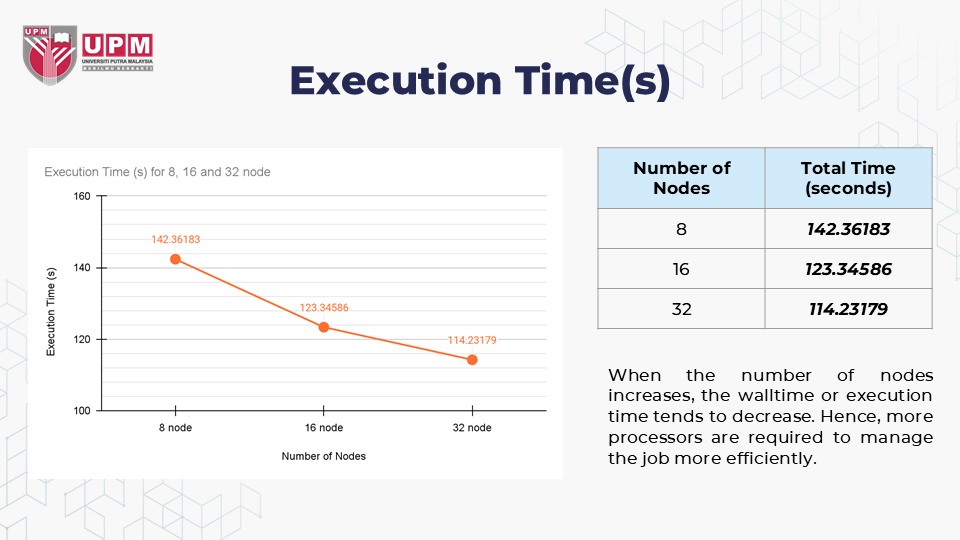 UPM
UPM
UNIVERSITI PUTRA MALAYSIA
BERILMU BERBAKTI
Execution Time(s)
Execution Time (s) for 8, 16 and 32 node
160
140
120
100
Execution Time (s)
142.36183
123.34586
114.23179
8 node
16 node
32 node
Number of Nodes
Number of
Nodes
Total Time
(seconds)
8
142.36183
16
123.34586
32
114.23179
When the number of nodes
increases, the walltime or execution
time tends to decrease. Hence, more
processors are required to manage
the job more efficiently.